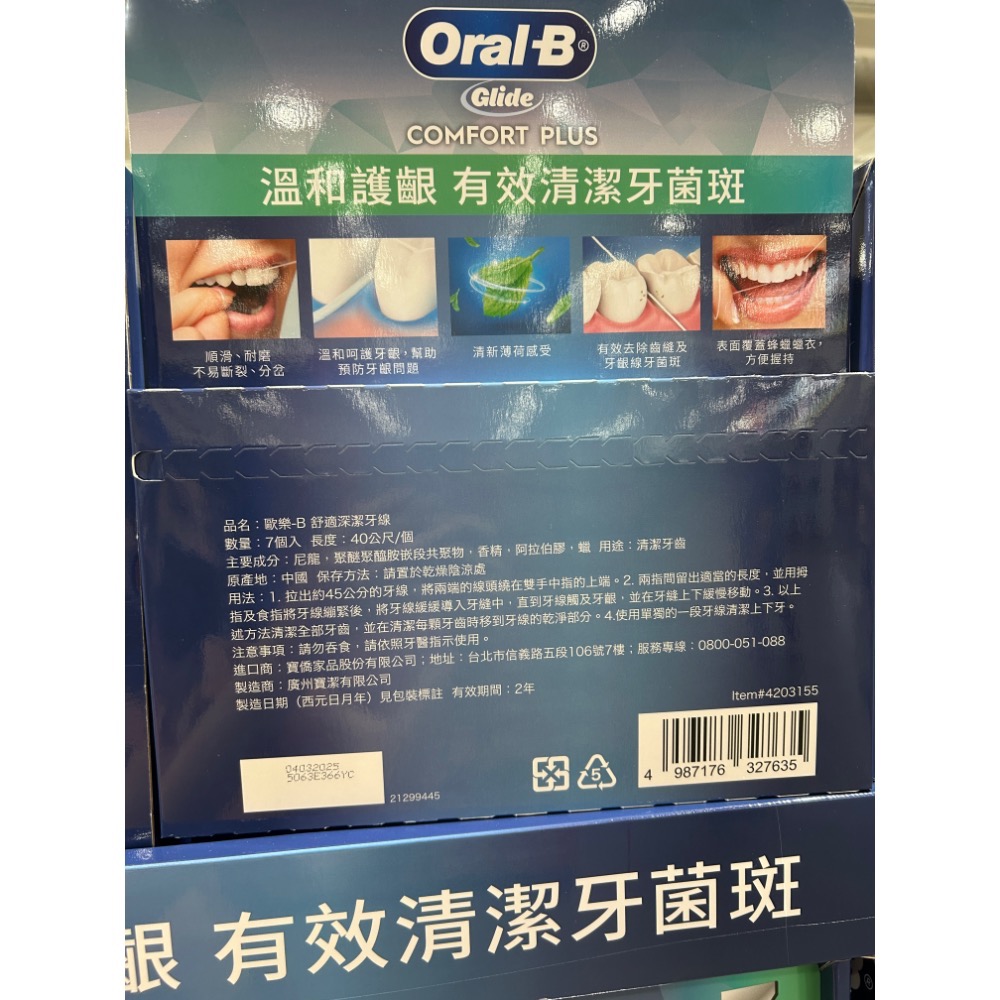 Oral-B®
Glide
COMFORT PLUS
溫和護齦 有效清潔牙菌斑
順滑、耐磨
不易斷裂、分岔
溫和呵護牙齦，幫助
預防牙齦問題
清新薄荷感受
有效去除齒縫及
牙齦線牙菌斑
表面覆蓋蜂蠟蠟衣，
方便握持
品名：歐樂-B 舒適深潔牙線
數量：7個入 長度：40公尺/個
主要成分：尼龍，聚醚聚醯胺嵌段共聚物，香精，阿拉伯膠，蠟 用途：清潔牙齒
原產地：中國 保存方法：請置於乾燥陰涼處
用法：1. 拉出約45公分的牙線，將兩端的線頭繞在雙手中指的上端。2. 兩指間留出適當的長度，並用拇
指及食指將牙線繃緊後，將牙線緩緩導入牙縫中，直到牙線觸及牙齦，並在牙縫上下緩慢移動。3. 以上
述方法清潔全部牙齒，並在清潔每顆牙齒時移到牙線的乾淨部分。4.使用單獨的一段牙線清潔上下牙。
注意事項：請勿吞食，請依照牙醫指示使用。
進口商：寶僑家品股份有限公司；地址：台北市信義路五段106號7樓；服務專線：0800-051-088
製造商：廣州寶潔有限公司
製造日期（西元日月年）見包裝標註 有效期間：2年
Item#4203155
04032025
5063E366YC
21299445
5
4 987176 327635
齦 有效清潔牙菌斑